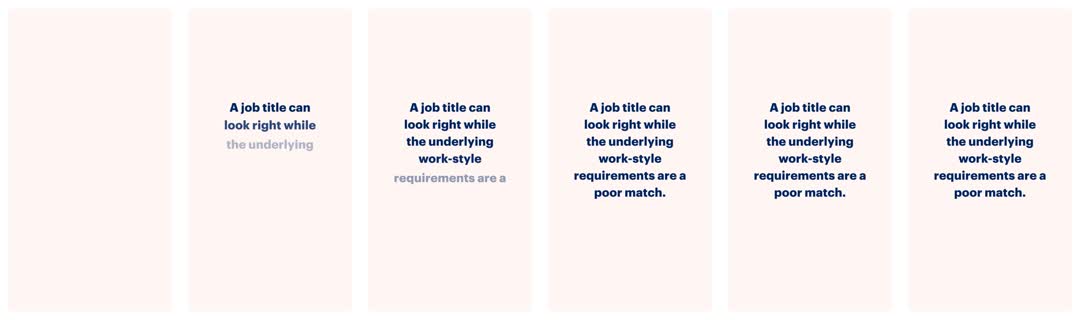 A job title can
look right while
the underlying
A job title can
look right while
the underlying
work-style
requirements are a
A job title can
look right while
the underlying
work-style
requirements are a
poor match.
A job title can
look right while
the underlying
work-style
requirements are a
poor match.
A job title can
look right while
the underlying
work-style
requirements are a
poor match.